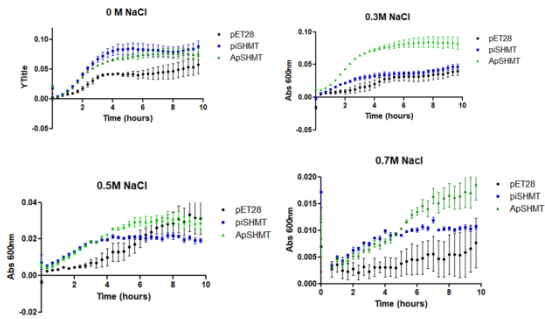 0 M NaCl
0.10
0.05
0.00
-0.05
YTitle
2 4 6 8 10
Time (hours)
pET28
piSHMT
ApSHMT
0.3M NaCl
0.10
0.05
0.00
-0.05
Abs 600nm
2 4 6 8 10
Time (hours)
pET28
piSHMT
ApSHMT
0.5M NaCl
0.04
0.02
0.00
-0.02
Abs 600nm
2 4 6 8 10
Time (hours)
pET28
piSHMT
ApSHMT
0.7M NaCl
0.020
0.015
0.010
0.005
0.000
Abs 600nm
0 2 4 6 8 10
Time (hours)
pET28
piSHMT
ApSHMT